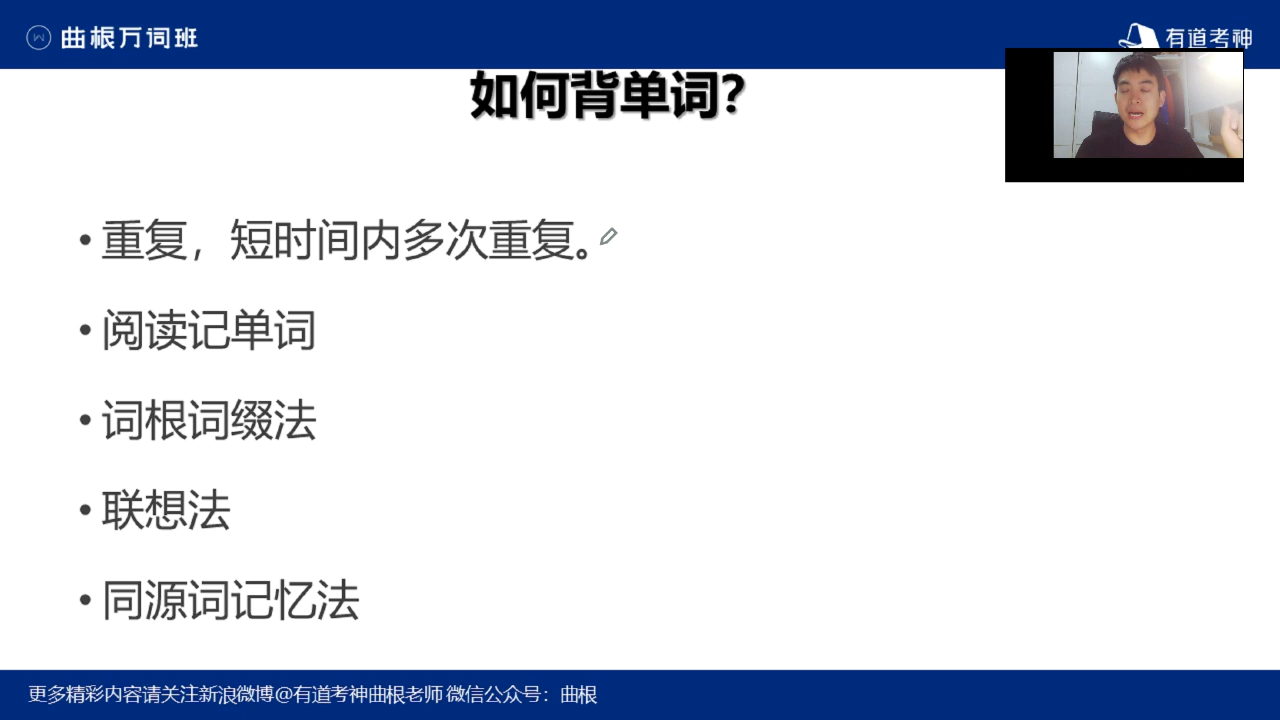 曲根万词班
有道考神
如何背单词？
• 重复，短时间内多次重复。
• 阅读记单词
• 词根词缀法
• 联想法
• 同源词记忆法
更多精彩内容请关注新浪微博@有道考神曲根老师 微信公众号：曲根